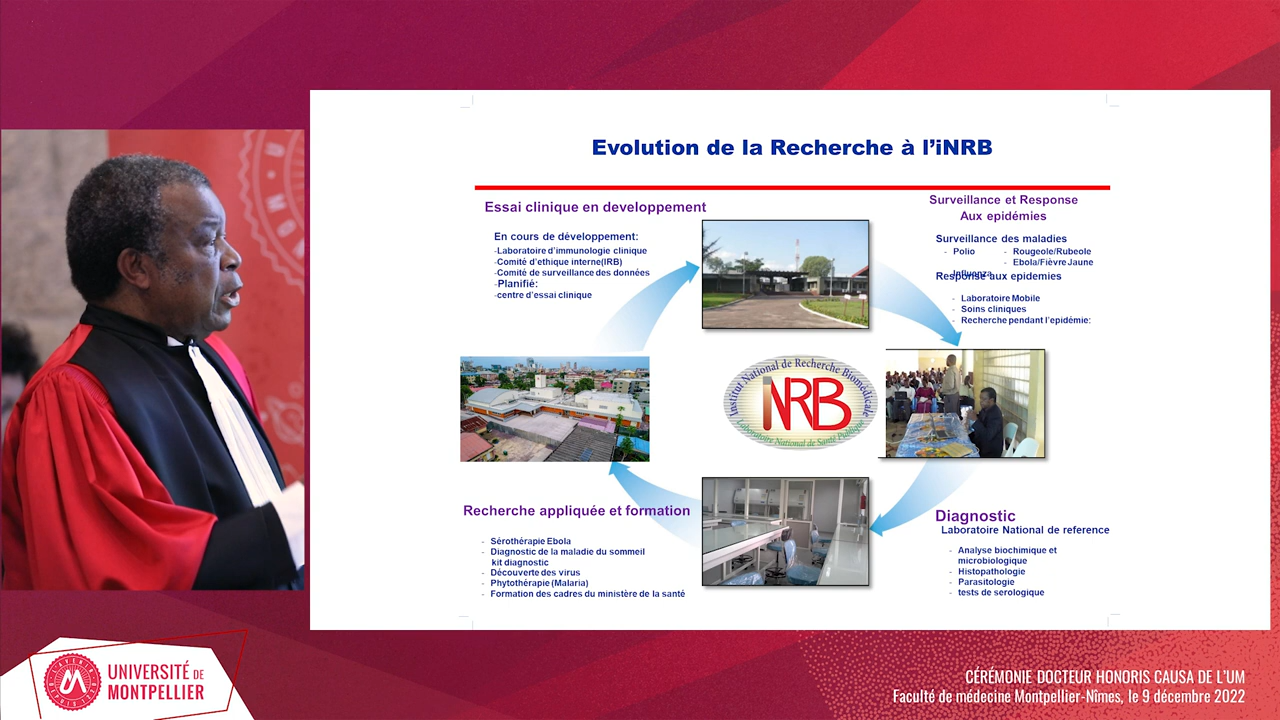 Evolution de la Recherche à l'iNRB
Essai clinique en developpement
En cours de développement:
-Laboratoire d'immunologie clinique
-Comité d'ethique interne(IRB)
-Comité de surveillance des données
-Planifié:
-centre d'essai clinique
Surveillance et Response
Aux epidémies
Surveillance des maladies
- Polio - Rougeole/Rubeole
- Ebola/Fièvre Jaune
Influenza
Response aux epidemies
- Laboratoire Mobile
- Soins cliniques
- Recherche pendant l'epidémie:
Institut National de Recherche Biomédicale
iNRB
Laboratoire National de Santé Publique
Recherche appliquée et formation
- Sérothérapie Ebola
- Diagnostic de la maladie du sommeil
kit diagnostic
- Découverte des virus
- Phytothérapie (Malaria)
- Formation des cadres du ministère de la santé
Diagnostic
Laboratoire National de reference
- Analyse biochimique et
microbiologique
- Histopathologie
- Parasitologie
- tests de serologique
UNIVERSITÉ DE
MONTPELLIER
CÉRÉMONIE DOCTEUR HONORIS CAUSA DE L'UM
Faculté de médecine Montpellier-Nîmes, le 9 décembre 2022